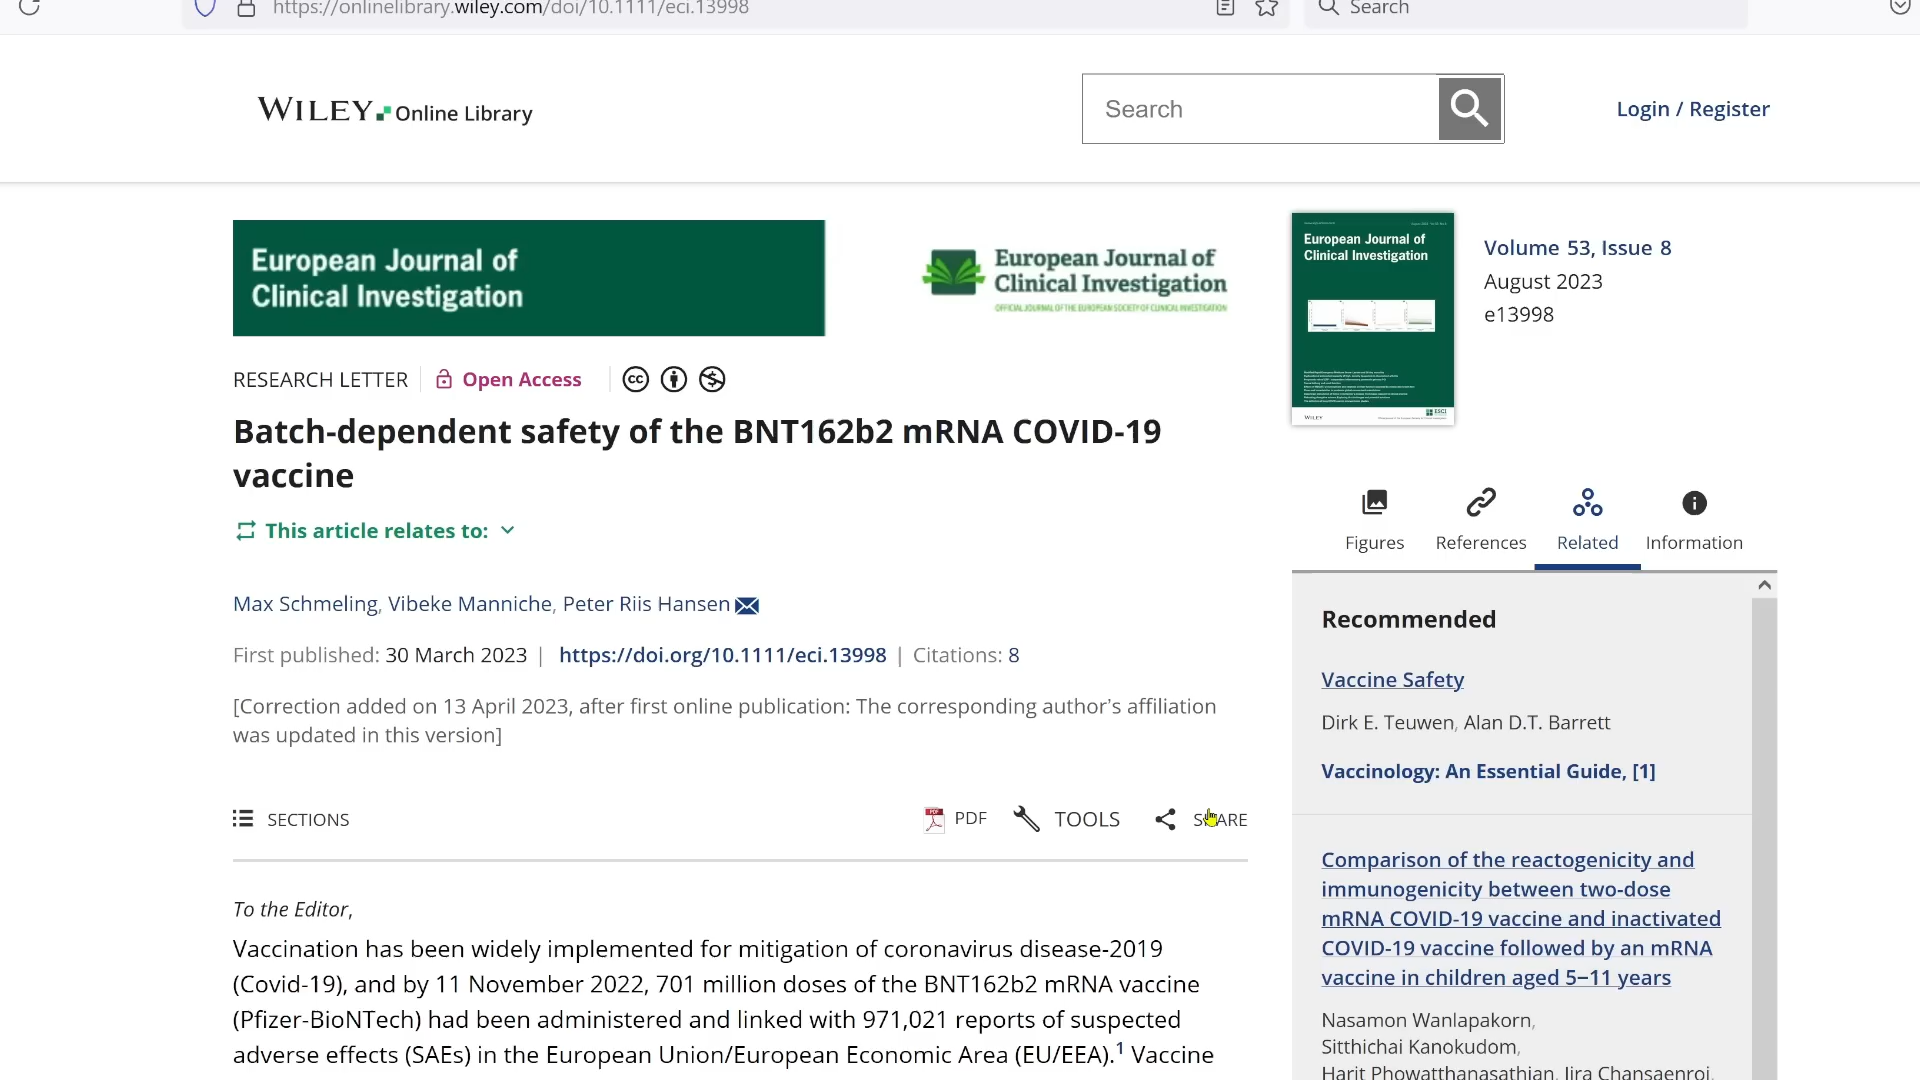 https://onlinelibrary.wiley.com/doi/10.1111/eci.13998
Search
WILEY Online Library
Search
Login / Register
European Journal of
Clinical Investigation
European Journal of
Clinical Investigation
OFFICIAL JOURNAL OF THE EUROPEAN SOCIETY OF CLINICAL INVESTIGATION
European Journal of
Clinical Investigation
WILEY
Volume 53, Issue 8
August 2023
e13998
RESEARCH LETTER
Open Access
cc
Batch-dependent safety of the BNT162b2 mRNA COVID-19
vaccine
This article relates to:
Max Schmeling, Vibeke Manniche, Peter Riis Hansen
First published: 30 March 2023 | https://doi.org/10.1111/eci.13998 | Citations: 8
[Correction added on 13 April 2023, after first online publication: The corresponding author’s affiliation
was updated in this version]
SECTIONS
PDF
TOOLS
SHARE
To the Editor,
Vaccination has been widely implemented for mitigation of coronavirus disease-2019
(Covid-19), and by 11 November 2022, 701 million doses of the BNT162b2 mRNA vaccine
(Pfizer-BioNTech) had been administered and linked with 971,021 reports of suspected
adverse effects (SAEs) in the European Union/European Economic Area (EU/EEA).1 Vaccine
Figures
References
Related
Information
Recommended
Vaccine Safety
Dirk E. Teuwen, Alan D.T. Barrett
Vaccinology: An Essential Guide, [1]
Comparison of the reactogenicity and
immunogenicity between two-dose
mRNA COVID-19 vaccine and inactivated
COVID-19 vaccine followed by an mRNA
vaccine in children aged 5–11 years
Nasamon Wanlapakorn,
Sitthichai Kanokudom,
Harit Phowatthanasathian, Jira Chansaenroj,